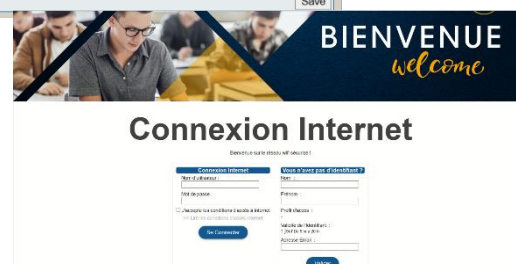 Save
BIENVENUE
welcome
Connexion Internet
Bienvenue sur le réseau wifi sécurisé !
Connexion Internet
Nom d'utilisateur :
Mot de passe
J'accepte les conditions d'accès à internet
Se Connecter
Vous n'avez pas d'identifiant ?
Nom :
Prénom
Profil d'accès :
Validité de l'identifiant :
Adresse Email :
Valider